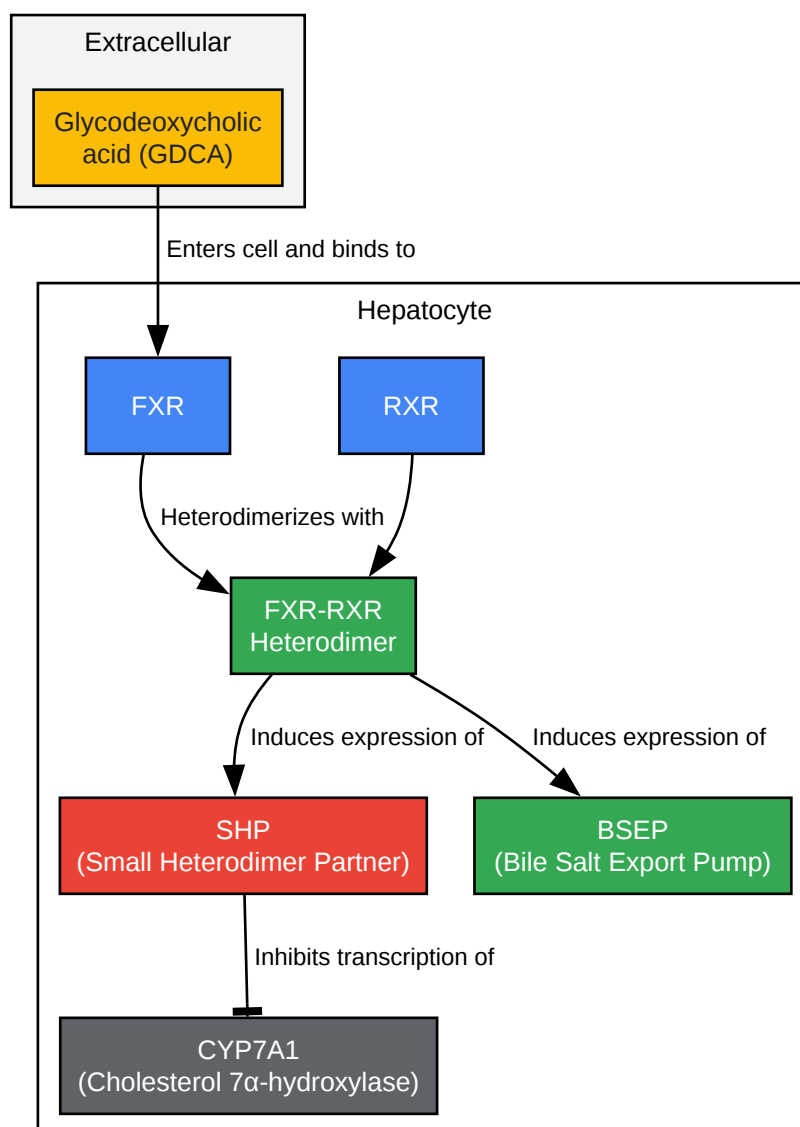 Extracellular
Glycodeoxycholic
acid (GDCA)
Enters cell and binds to
Hepatocyte
FXR
RXR
Heterodimerizes with
FXR-RXR
Heterodimer
Induces expression of
Induces expression of
SHP
(Small Heterodimer Partner)
BSEP
(Bile Salt Export Pump)
Inhibits transcription of
CYP7A1
(Cholesterol 7α-hydroxylase)